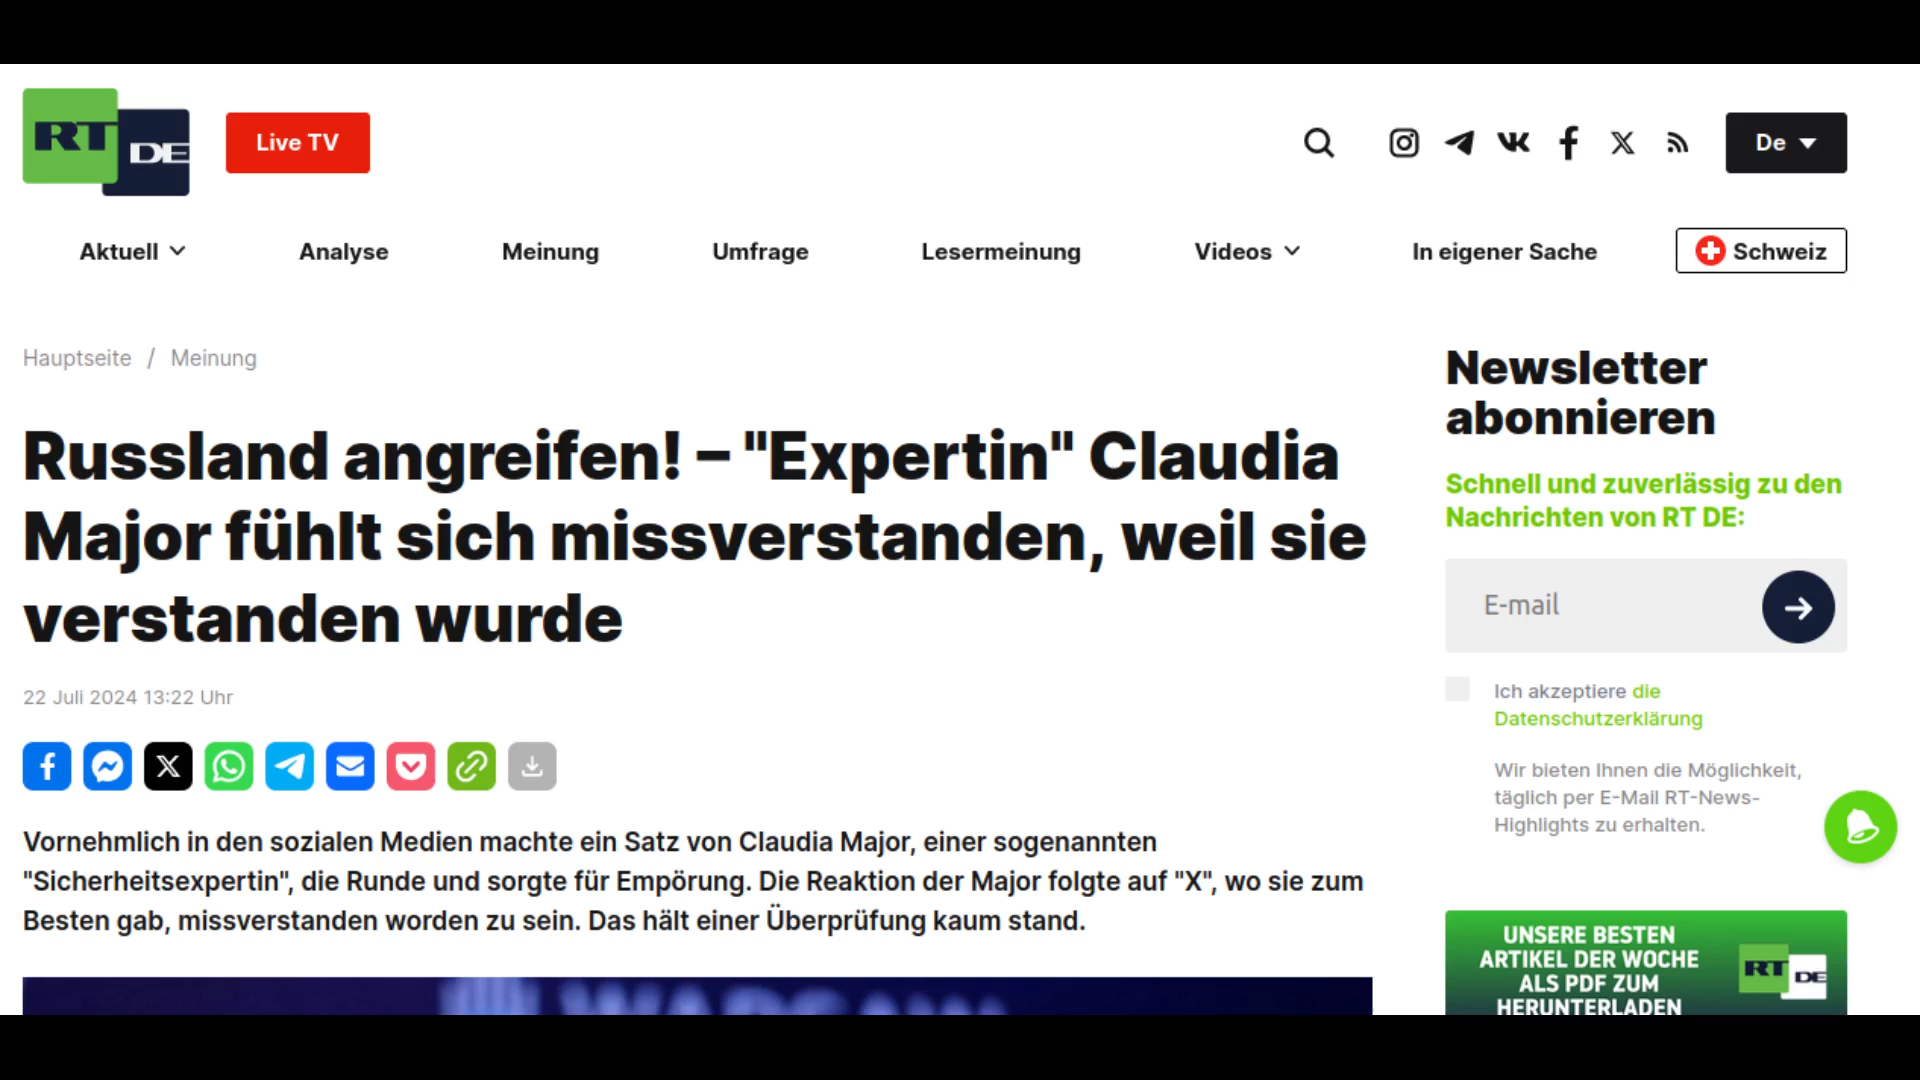 RT DE
Live TV
De
Aktuell
Analyse
Meinung
Umfrage
Lesermeinung
Videos
In eigener Sache
Schweiz
Hauptseite / Meinung
Russland angreifen! – "Expertin" Claudia
Major fühlt sich missverstanden, weil sie
verstanden wurde
22 Juli 2024 13:22 Uhr
Vornehmlich in den sozialen Medien machte ein Satz von Claudia Major, einer sogenannten
"Sicherheitsexpertin", die Runde und sorgte für Empörung. Die Reaktion der Major folgte auf "X", wo sie zum
Besten gab, missverstanden worden zu sein. Das hält einer Überprüfung kaum stand.
Newsletter
abonnieren
Schnell und zuverlässig zu den
Nachrichten von RT DE:
E-mail
Ich akzeptiere die
Datenschutzerklärung
Wir bieten Ihnen die Möglichkeit,
täglich per E-Mail RT-News-
Highlights zu erhalten.
UNSERE BESTEN
ARTIKEL DER WOCHE
ALS PDF ZUM
HERUNTERLADEN
RT DE